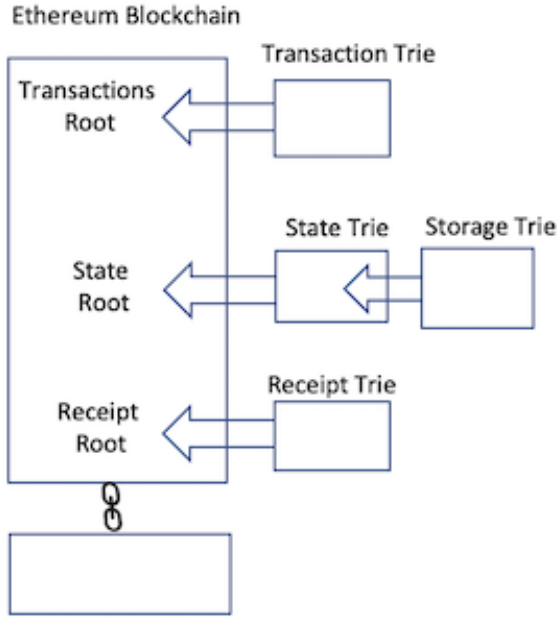 Ethereum Blockchain
Transaction Trie
Transactions
Root
State Trie
Storage Trie
State
Root
Receipt Trie
Receipt
Root